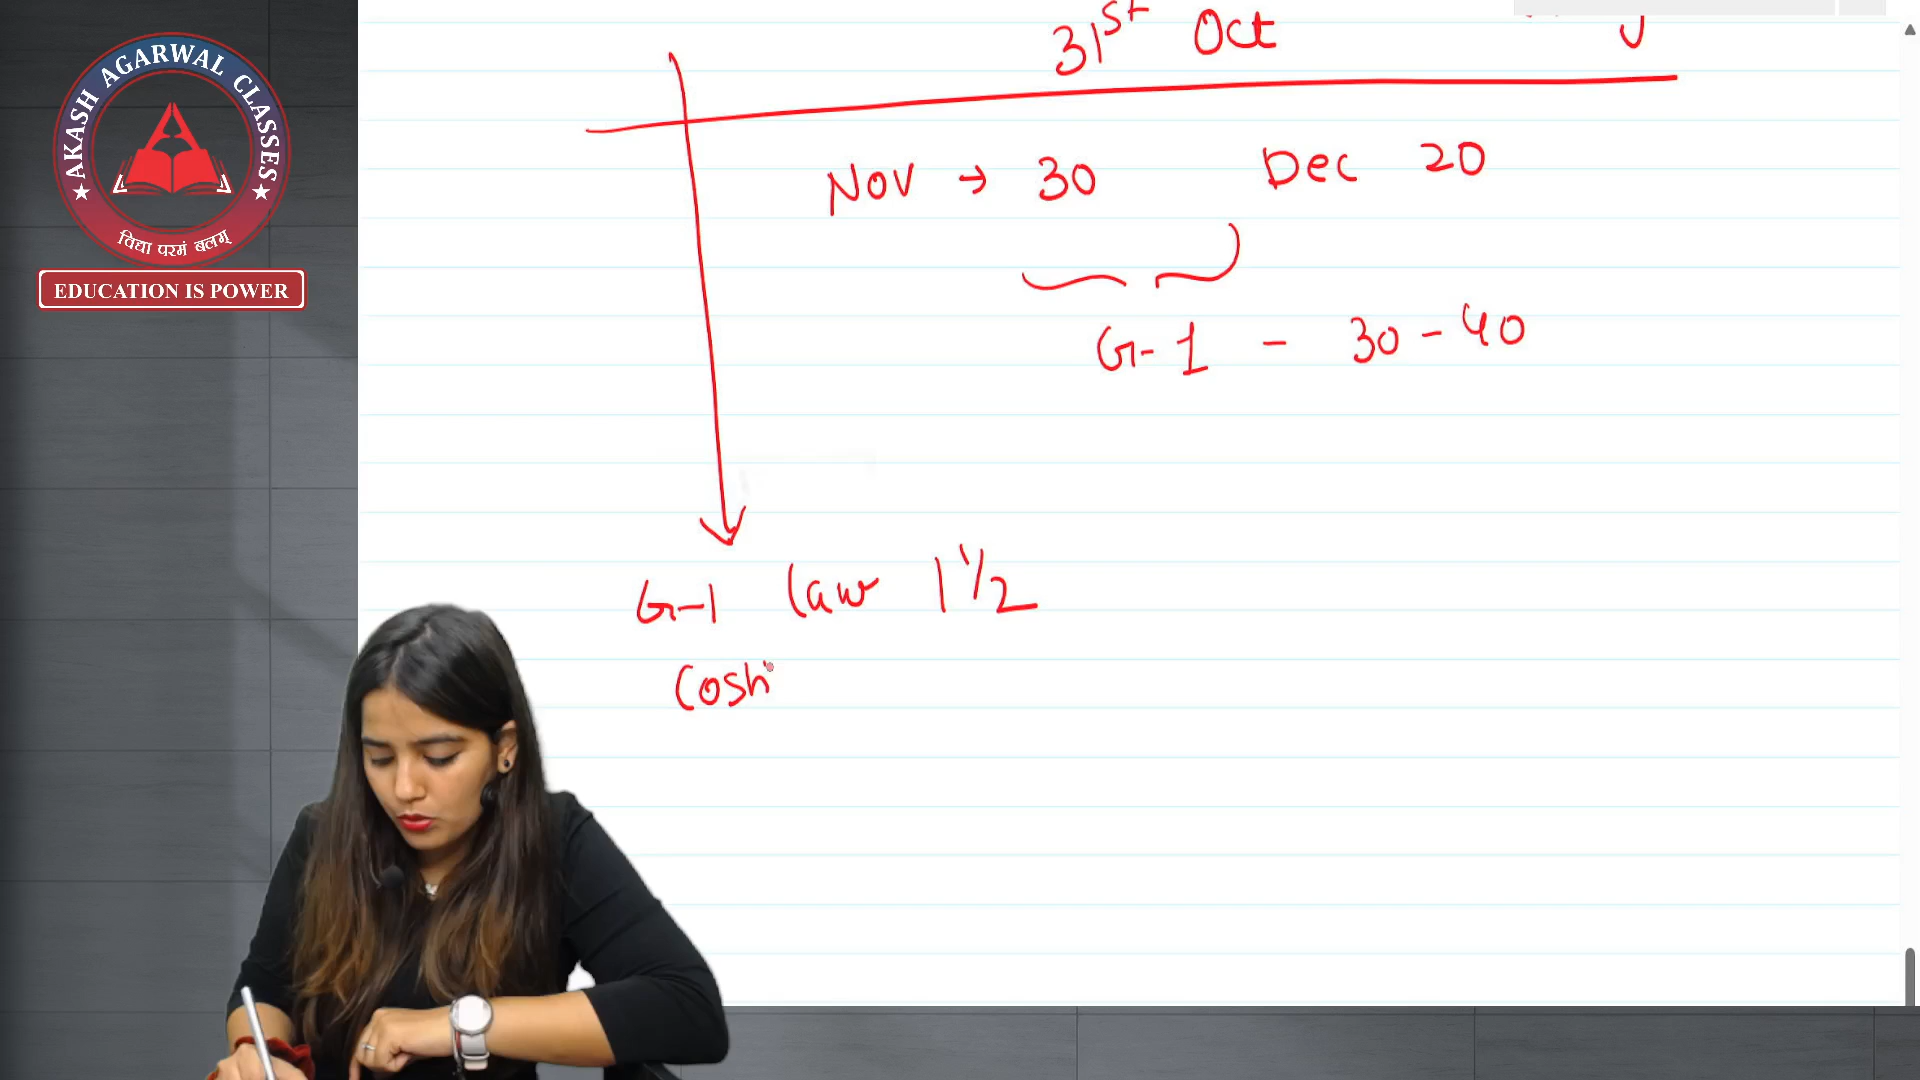 AKASH AGARWAL CLASSES
विद्या परमं बलम्
EDUCATION IS POWER
31st Oct
Nov → 30 Dec 20
G-1 - 30-40
G-1 Law 1 1/2
Costi